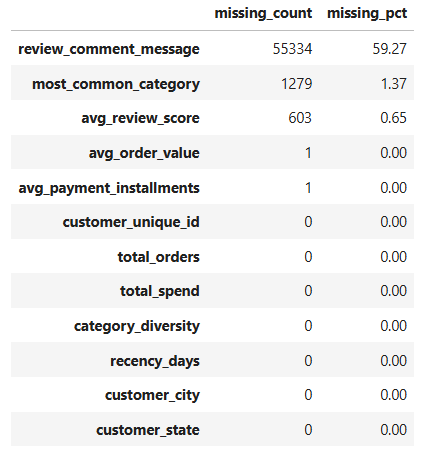 missing_count missing_pct
review_comment_message 55334 59.27
most_common_category 1279 1.37
avg_review_score 603 0.65
avg_order_value 1 0.00
avg_payment_installments 1 0.00
customer_unique_id 0 0.00
total_orders 0 0.00
total_spend 0 0.00
category_diversity 0 0.00
recency_days 0 0.00
customer_city 0 0.00
customer_state 0 0.00